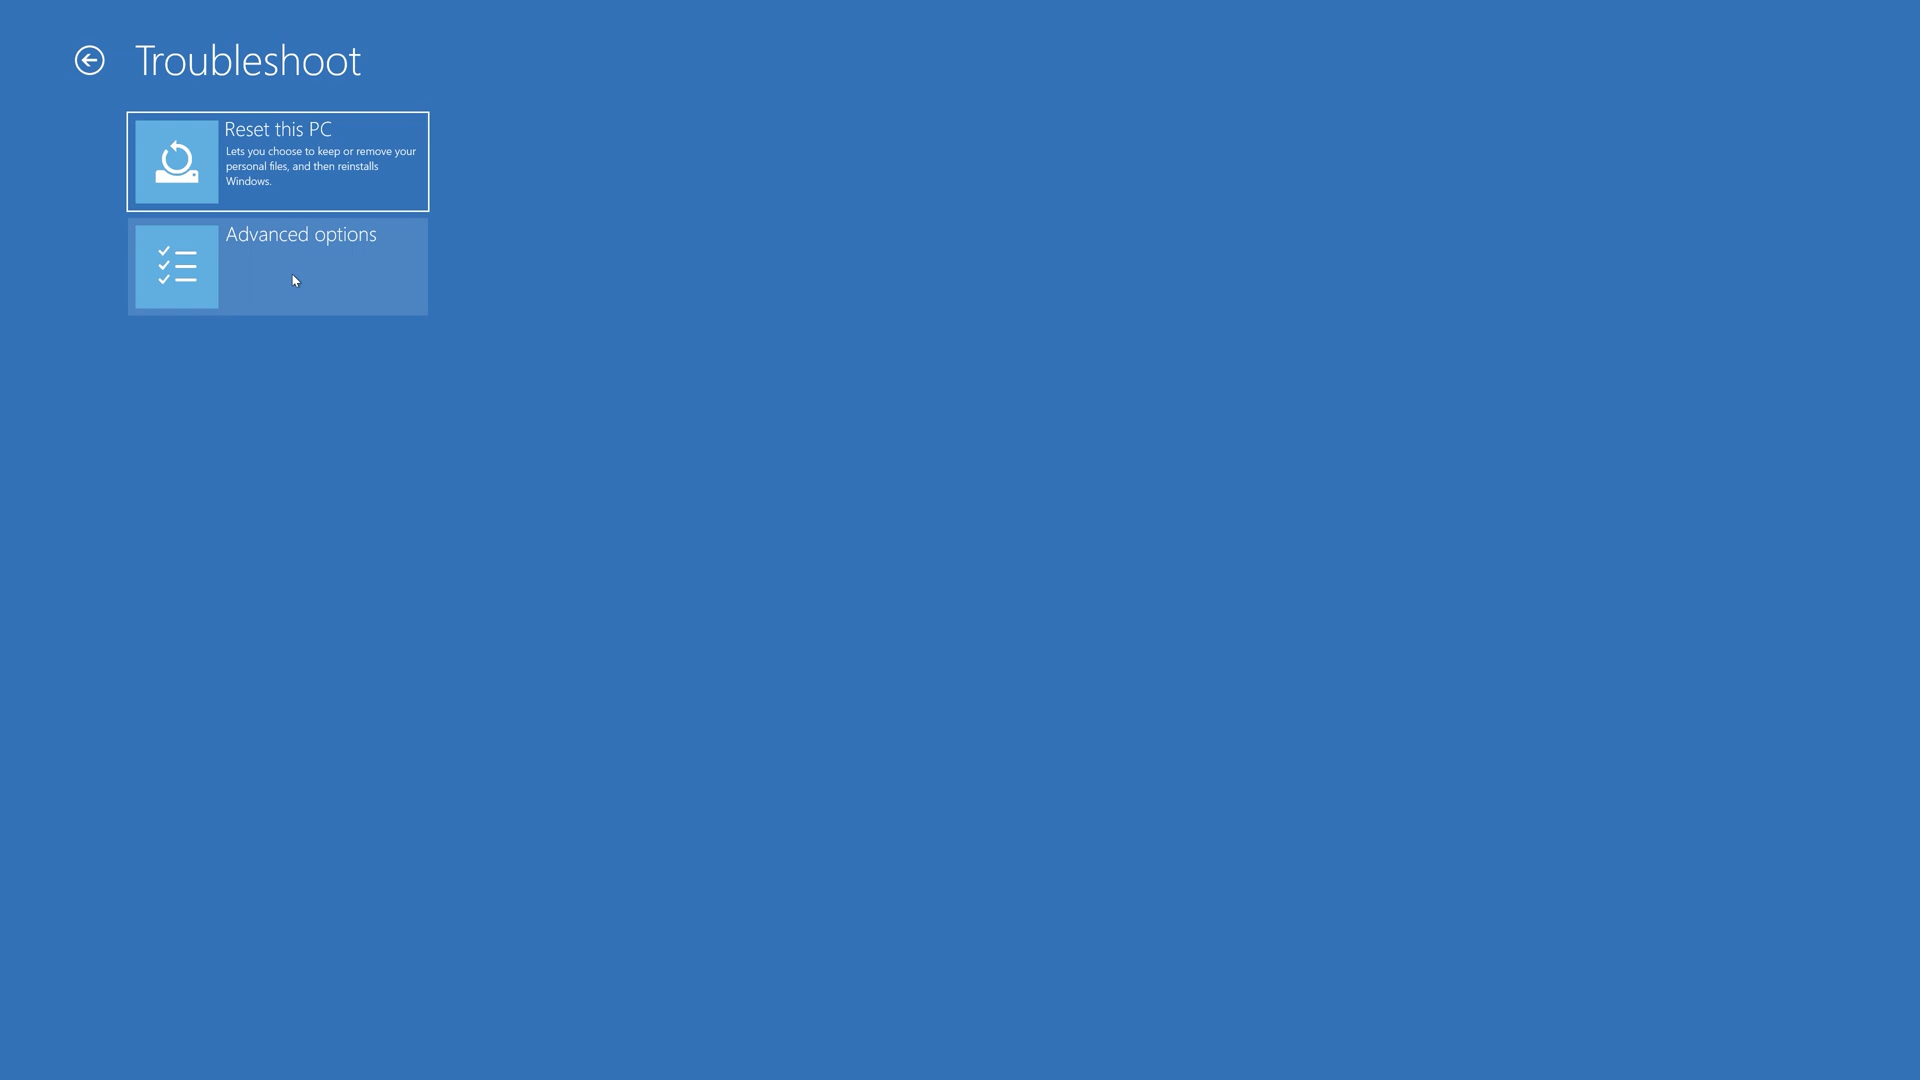 Troubleshoot
Reset this PC
Lets you choose to keep or remove your
personal files, and then reinstalls
Windows.
Advanced options